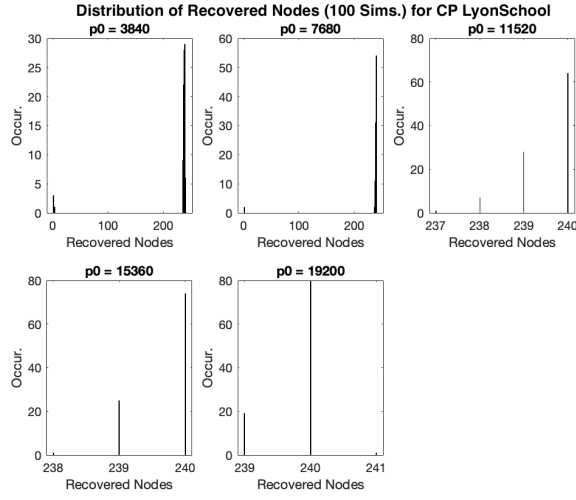 Distribution of Recovered Nodes (100 Sims.) for CP LyonSchool
p0 = 3840
30
25
20
15
10
5
0
Occur.
0 100 200
Recovered Nodes
p0 = 7680
60
50
40
30
20
10
0
Occur.
0 100 200
Recovered Nodes
p0 = 11520
80
60
40
20
0
Occur.
237 238 239 240
Recovered Nodes
p0 = 15360
80
60
40
20
0
Occur.
238 239 240
Recovered Nodes
p0 = 19200
80
60
40
20
0
Occur.
239 240 241
Recovered Nodes